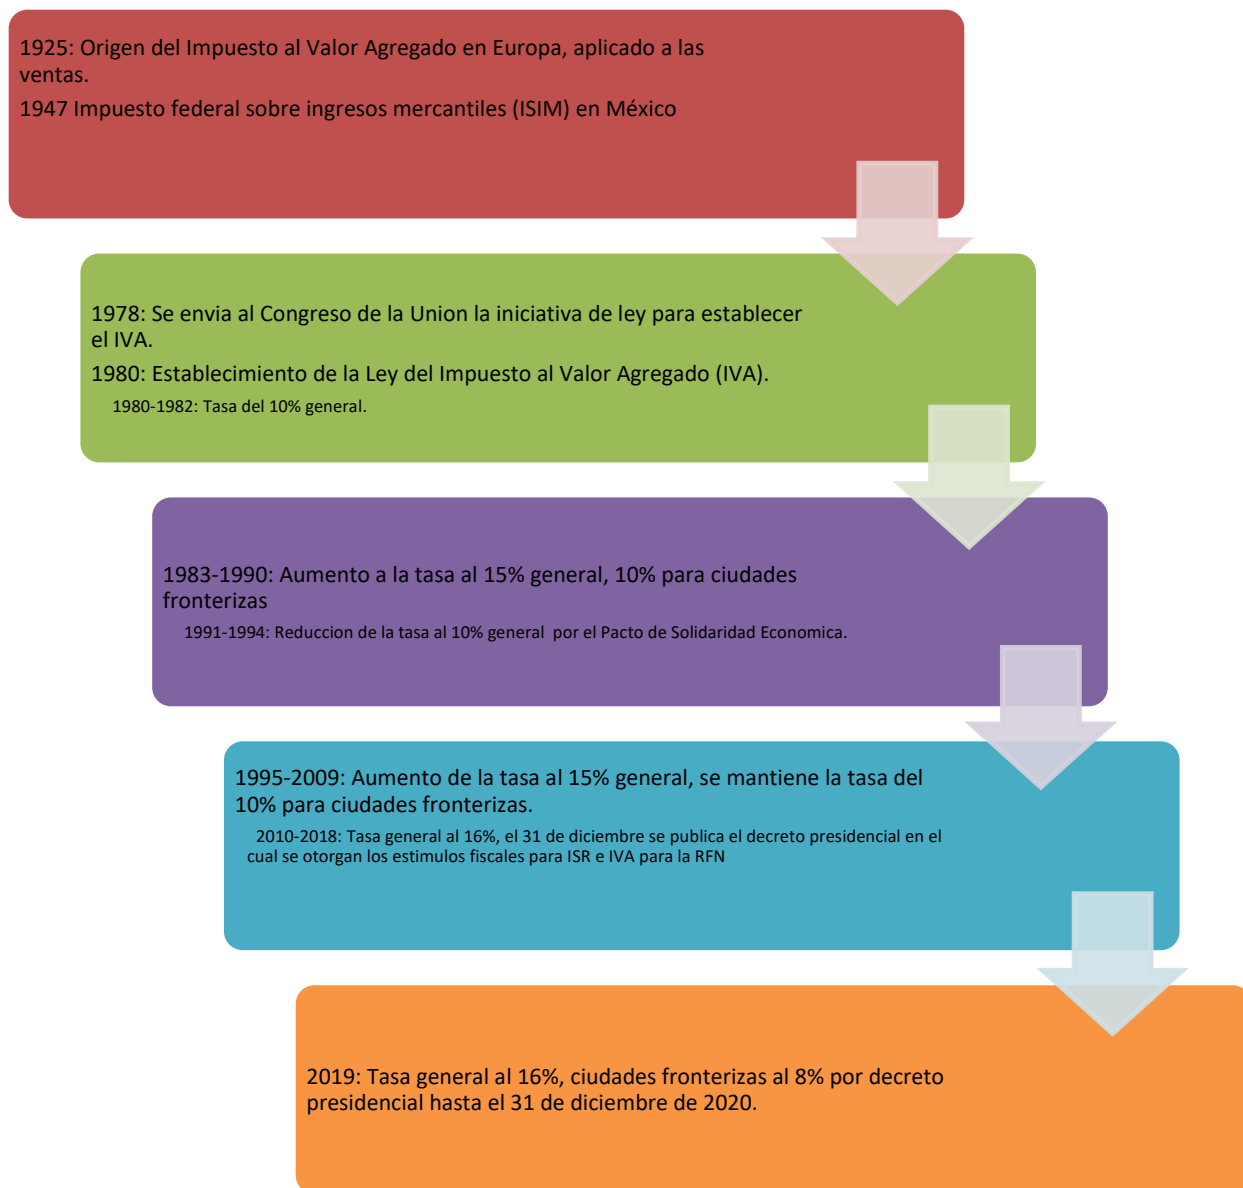 1925: Origen del Impuesto al Valor Agregado en Europa, aplicado a las
ventas.
1947 Impuesto federal sobre ingresos mercantiles (ISIM) en México
1978: Se envia al Congreso de la Union la iniciativa de ley para establecer
el IVA.
1980: Establecimiento de la Ley del Impuesto al Valor Agregado (IVA).
1980-1982: Tasa del 10% general.
1983-1990: Aumento a la tasa al 15% general, 10% para ciudades
fronterizas
1991-1994: Reduccion de la tasa al 10% general por el Pacto de Solidaridad Economica.
1995-2009: Aumento de la tasa al 15% general, se mantiene la tasa del
10% para ciudades fronterizas.
2010-2018: Tasa general al 16%, el 31 de diciembre se publica el decreto presidencial en el
cual se otorgan los estimulos fiscales para ISR e IVA para la RFN
2019: Tasa general al 16%, ciudades fronterizas al 8% por decreto
presidencial hasta el 31 de diciembre de 2020.